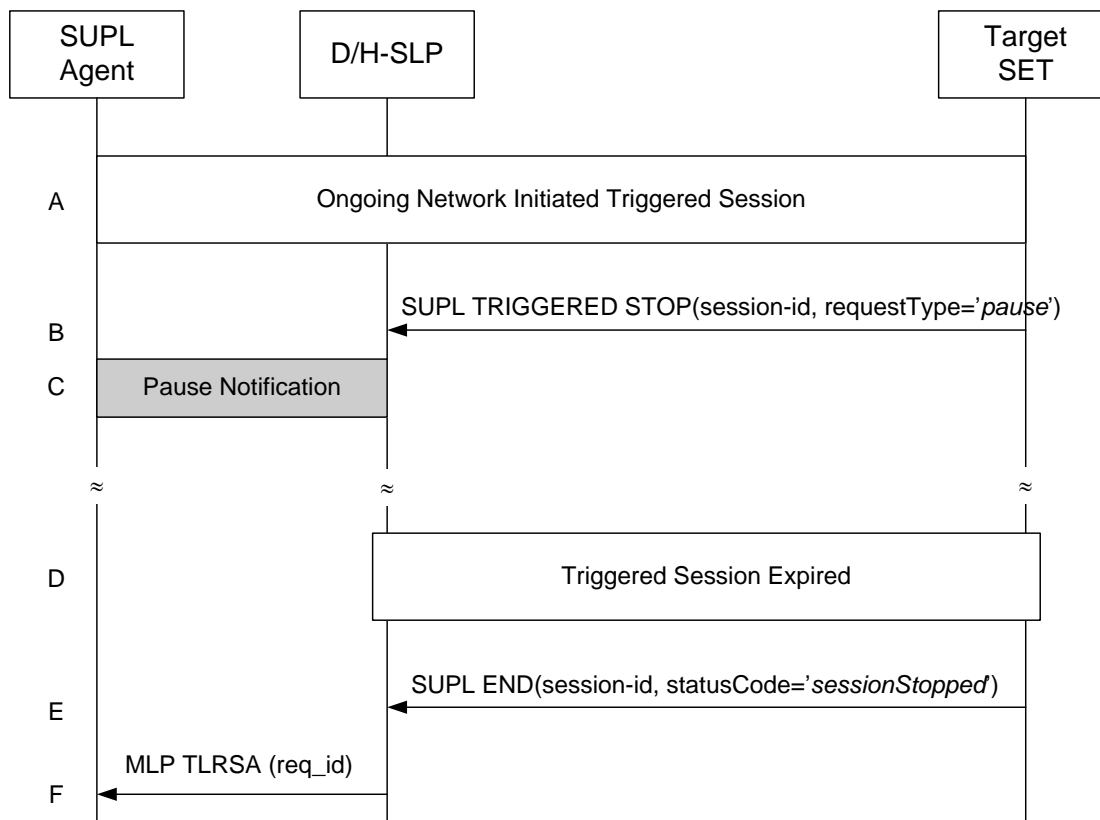 SUPL
Agent
D/H-SLP
Target
SET
A
Ongoing Network Initiated Triggered Session
SUPL TRIGGERED STOP(session-id, requestType='pause')
B
C
Pause Notification
≈
≈
≈
D
Triggered Session Expired
SUPL END(session-id, statusCode='sessionStopped')
E
MLP TLRSA (req_id)
F